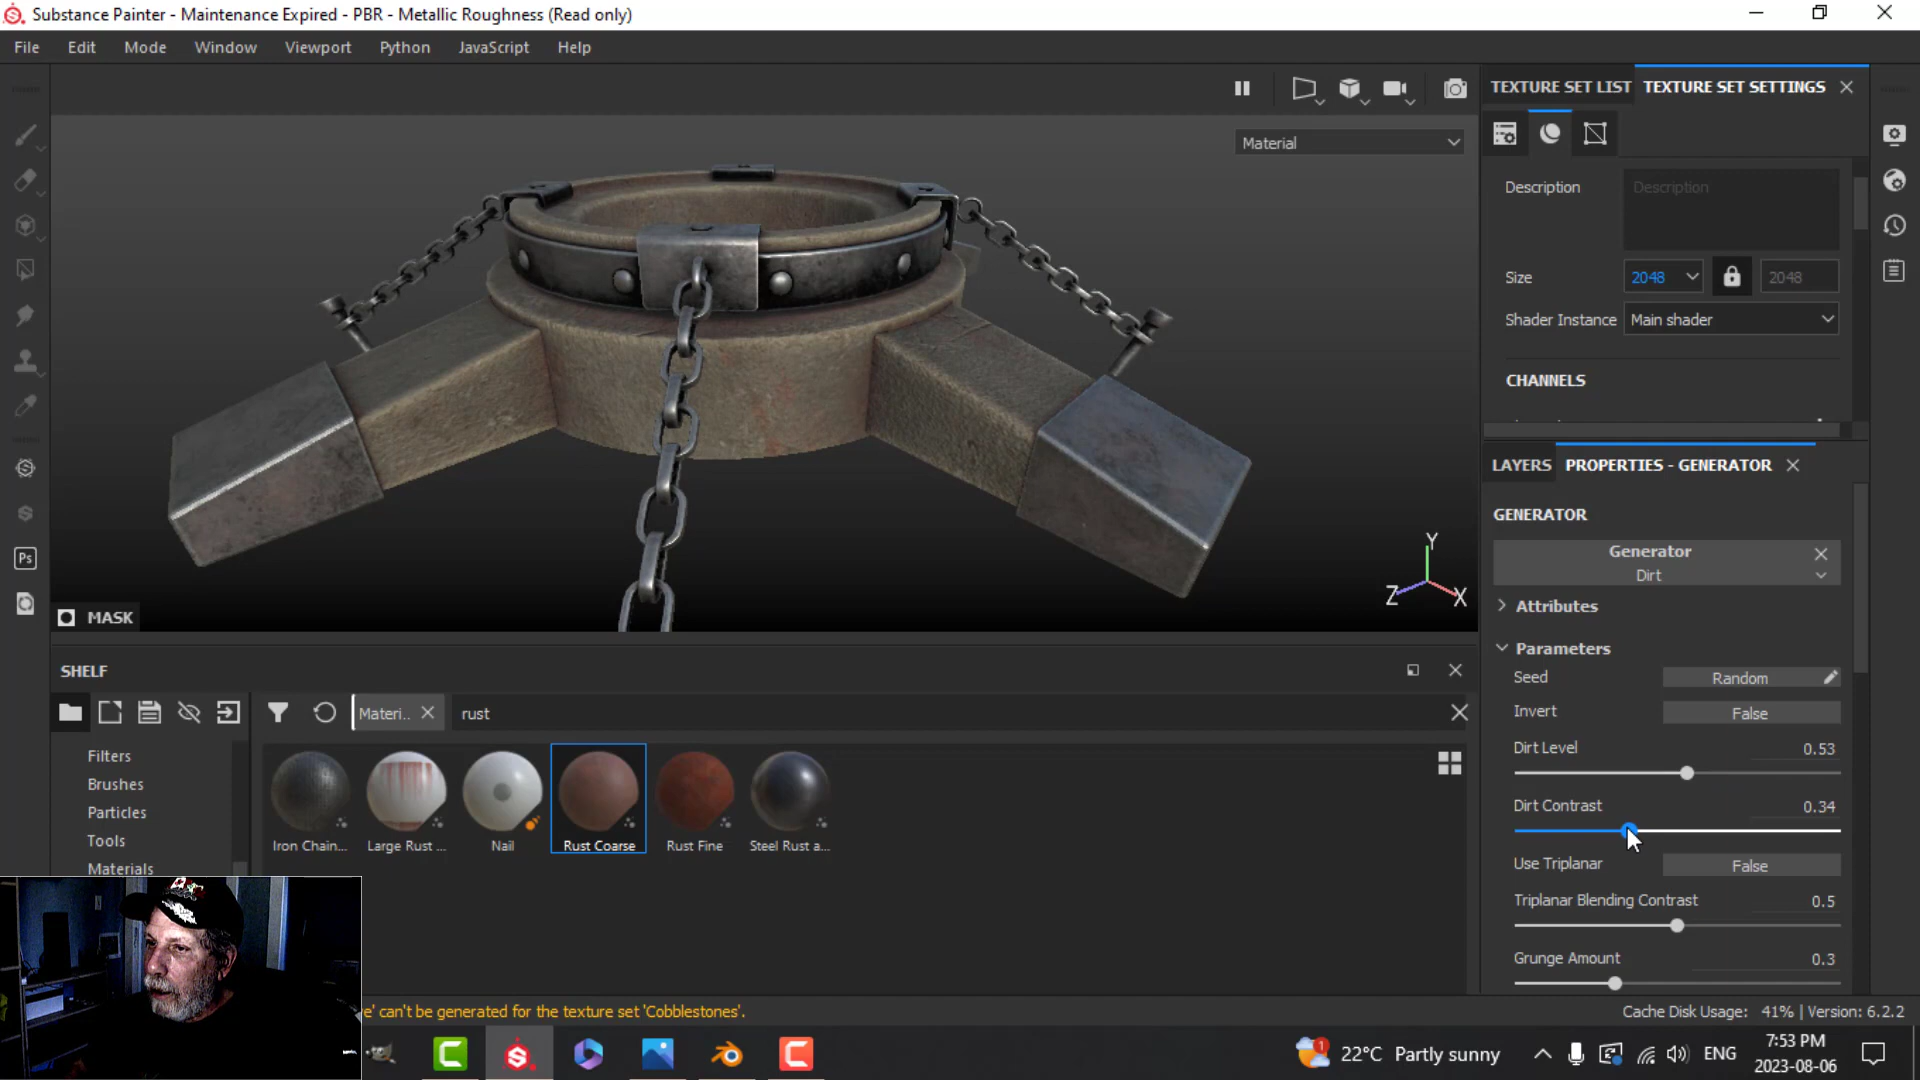 Substance Painter - Maintenance Expired - PBR - Metallic Roughness (Read only)
File Edit Mode Window Viewport Python JavaScript Help
TEXTURE SET LIST TEXTURE SET SETTINGS
Material
Description Description
Size 2048 2048
Shader Instance Main shader
CHANNELS
LAYERS PROPERTIES - GENERATOR
GENERATOR
Generator
Dirt
Attributes
Parameters
Seed Random
Invert False
Dirt Level 0.53
Dirt Contrast 0.34
Use Triplanar False
Triplanar Blending Contrast 0.5
Grunge Amount 0.3
Y
Z X
MASK
Ps
SHELF
Materi.. rust
Filters
Brushes
Particles
Tools
Materials
Iron Chain... Large Rust ... Nail Rust Coarse Rust Fine Steel Rust a...
e' can't be generated for the texture set 'Cobblestones'.
Cache Disk Usage: 41% | Version: 6.2.2
1 22°C Partly sunny ENG 7:53 PM
2023-08-06